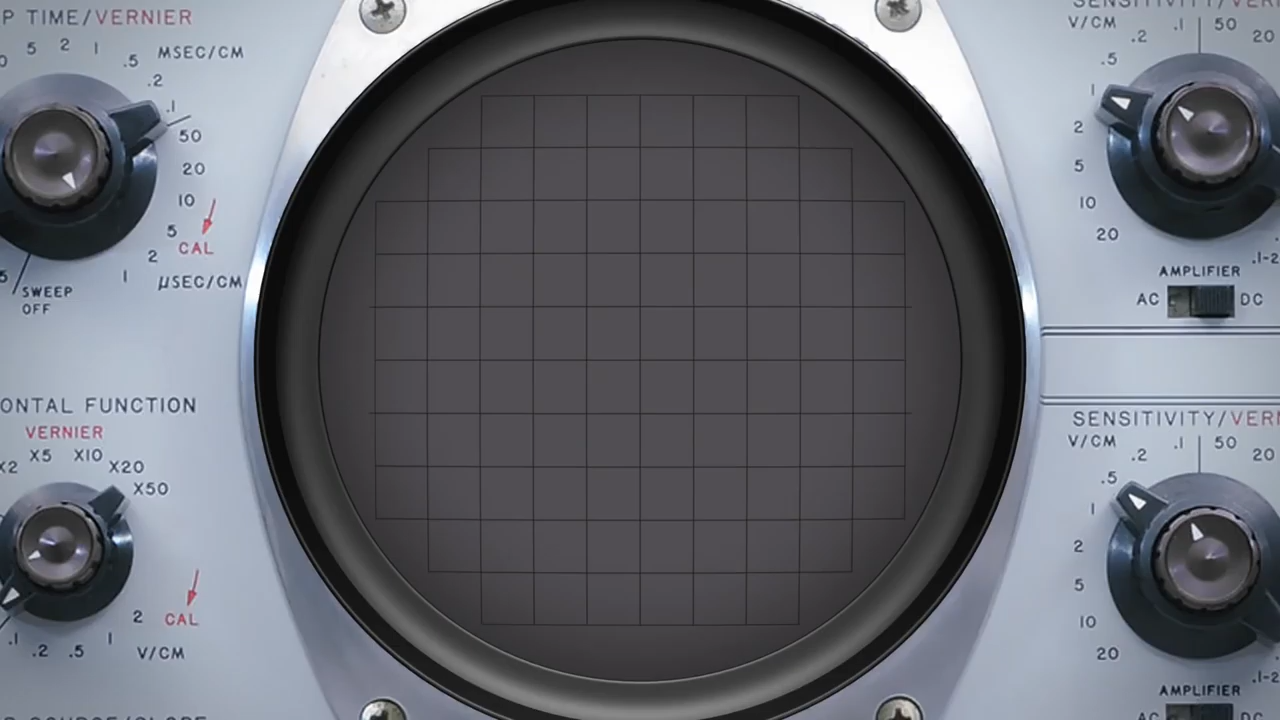 P TIME/VERNIER
5 2 1 MSEC/CM
.5
.2
.1
50
20
10
5
CAL
2
1
µSEC/CM
5
SWEEP
OFF
ONTAL FUNCTION
VERNIER
X2 X5 X10 X20
X50
2
CAL
.1 .2 .5 1 V/CM
SENSITIVITY/VERN
V/CM .2 .1 50 20
.5
1
2
5
10
20
.1-2
AMPLIFIER
AC DC
SENSITIVITY/VERN
V/CM .2 .1 50 20
.5
1
2
5
10
20
.1-2
AMPLIFIER
AC DC